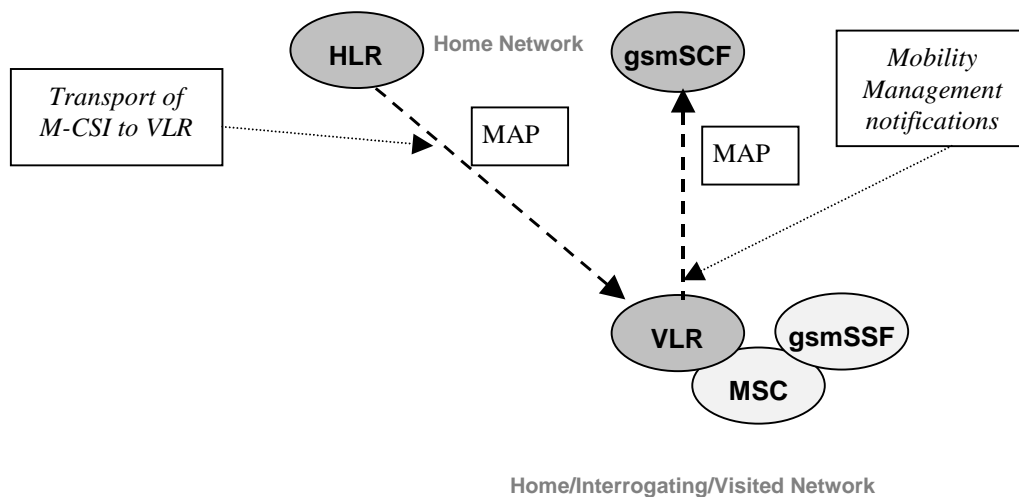 HLR
Home Network
gsmSCF
Transport of
M-CSI to VLR
Mobility
Management
notifications
MAP
MAP
VLR
gsmSSF
MSC
Home/Interrogating/Visited Network